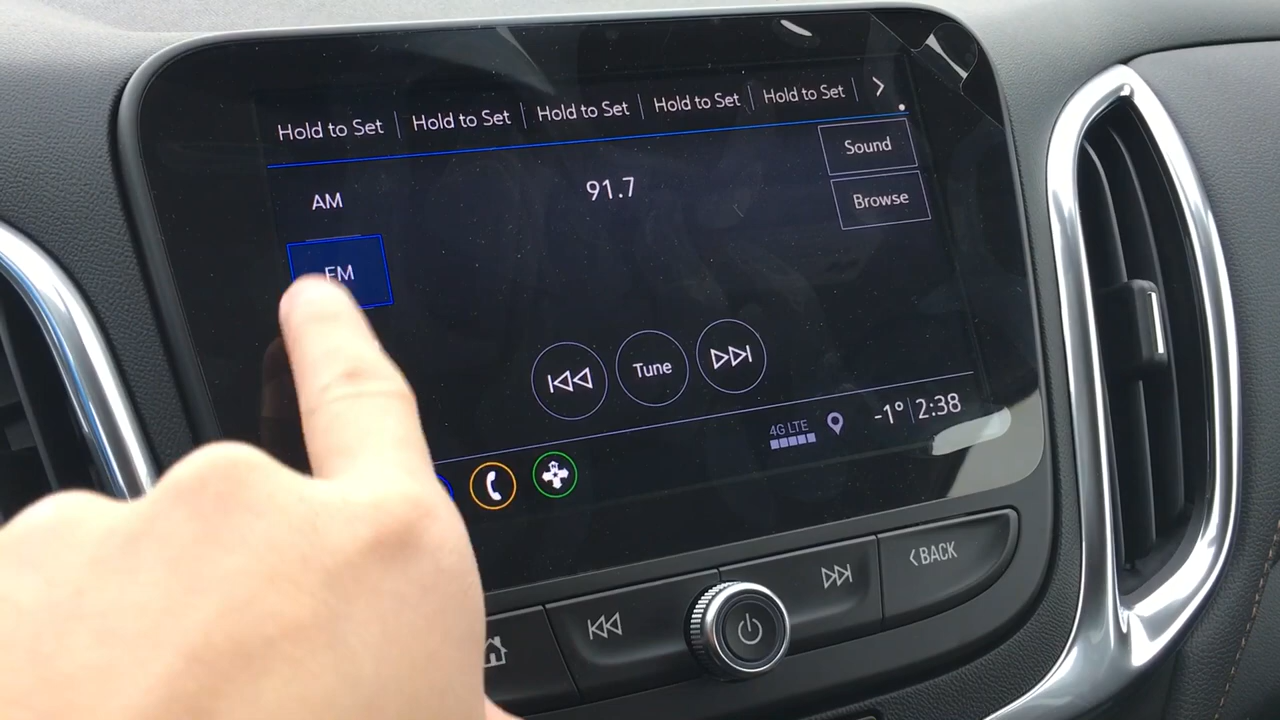 Hold to Set
Hold to Set
Hold to Set
Hold to Set
Hold to Set
AM
91.7
Sound
Browse
FM
Tune
4G LTE
-1°
2:38
BACK